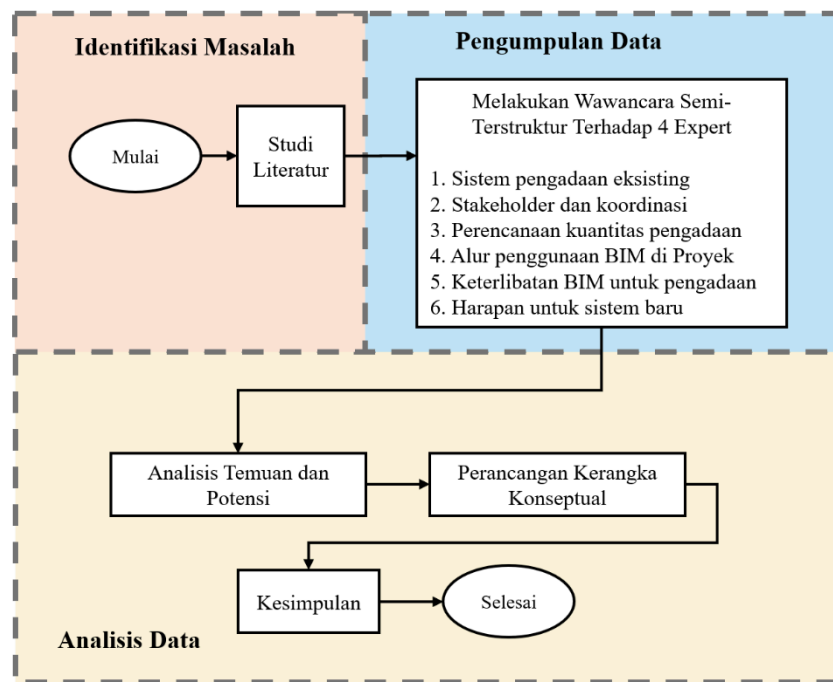 Identifikasi Masalah
Mulai
Studi
Literatur
Pengumpulan Data
Melakukan Wawancara Semi-
Terstruktur Terhadap 4 Expert
1. Sistem pengadaan eksisting
2. Stakeholder dan koordinasi
3. Perencanaan kuantitas pengadaan
4. Alur penggunaan BIM di Proyek
5. Keterlibatan BIM untuk pengadaan
6. Harapan untuk sistem baru
Analisis Temuan dan
Potensi
Perancangan Kerangka
Konseptual
Kesimpulan
Selesai
Analisis Data